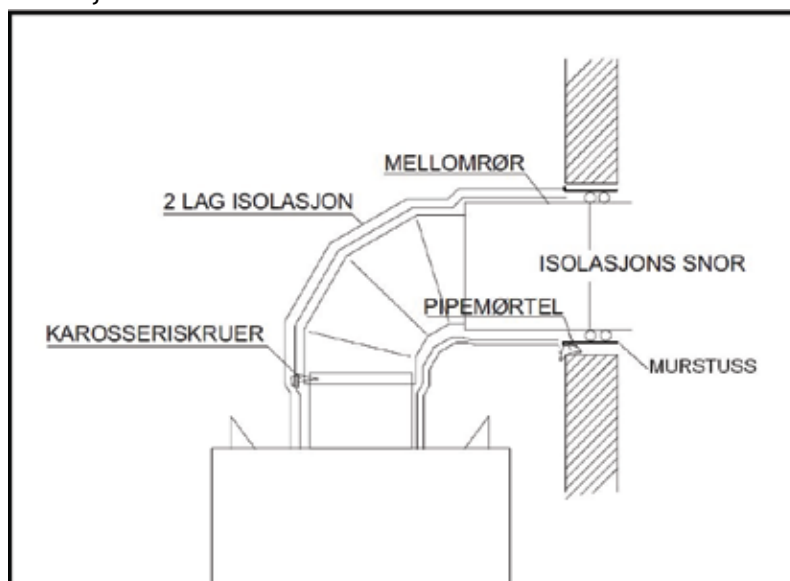 MELLOMRØR
2 LAG ISOLASJON
ISOLASJONS SNOR
PIPEMØRTEL
KAROSSERISKRUER
MURSTUSS